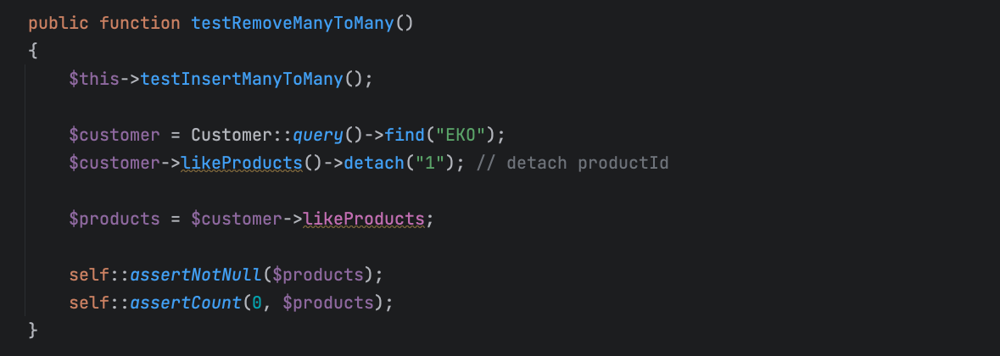 public function testRemoveManyToMany()
{
    $this->testInsertManyToMany();

    $customer = Customer::query()->find("EKO");
    $customer->likeProducts()->detach("1"); // detach productId

    $products = $customer->likeProducts;

    self::assertNotNull($products);
    self::assertCount(0, $products);
}